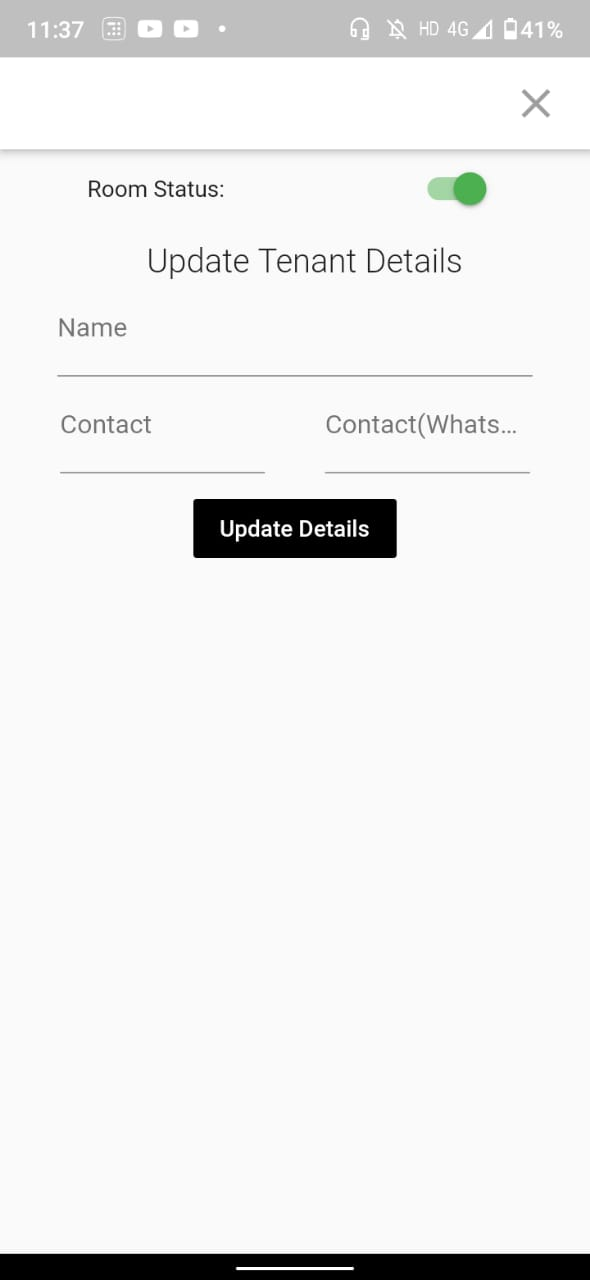 11:37 HD 4G 41%
Room Status:
Update Tenant Details
Name
Contact Contact(Whats...
Update Details